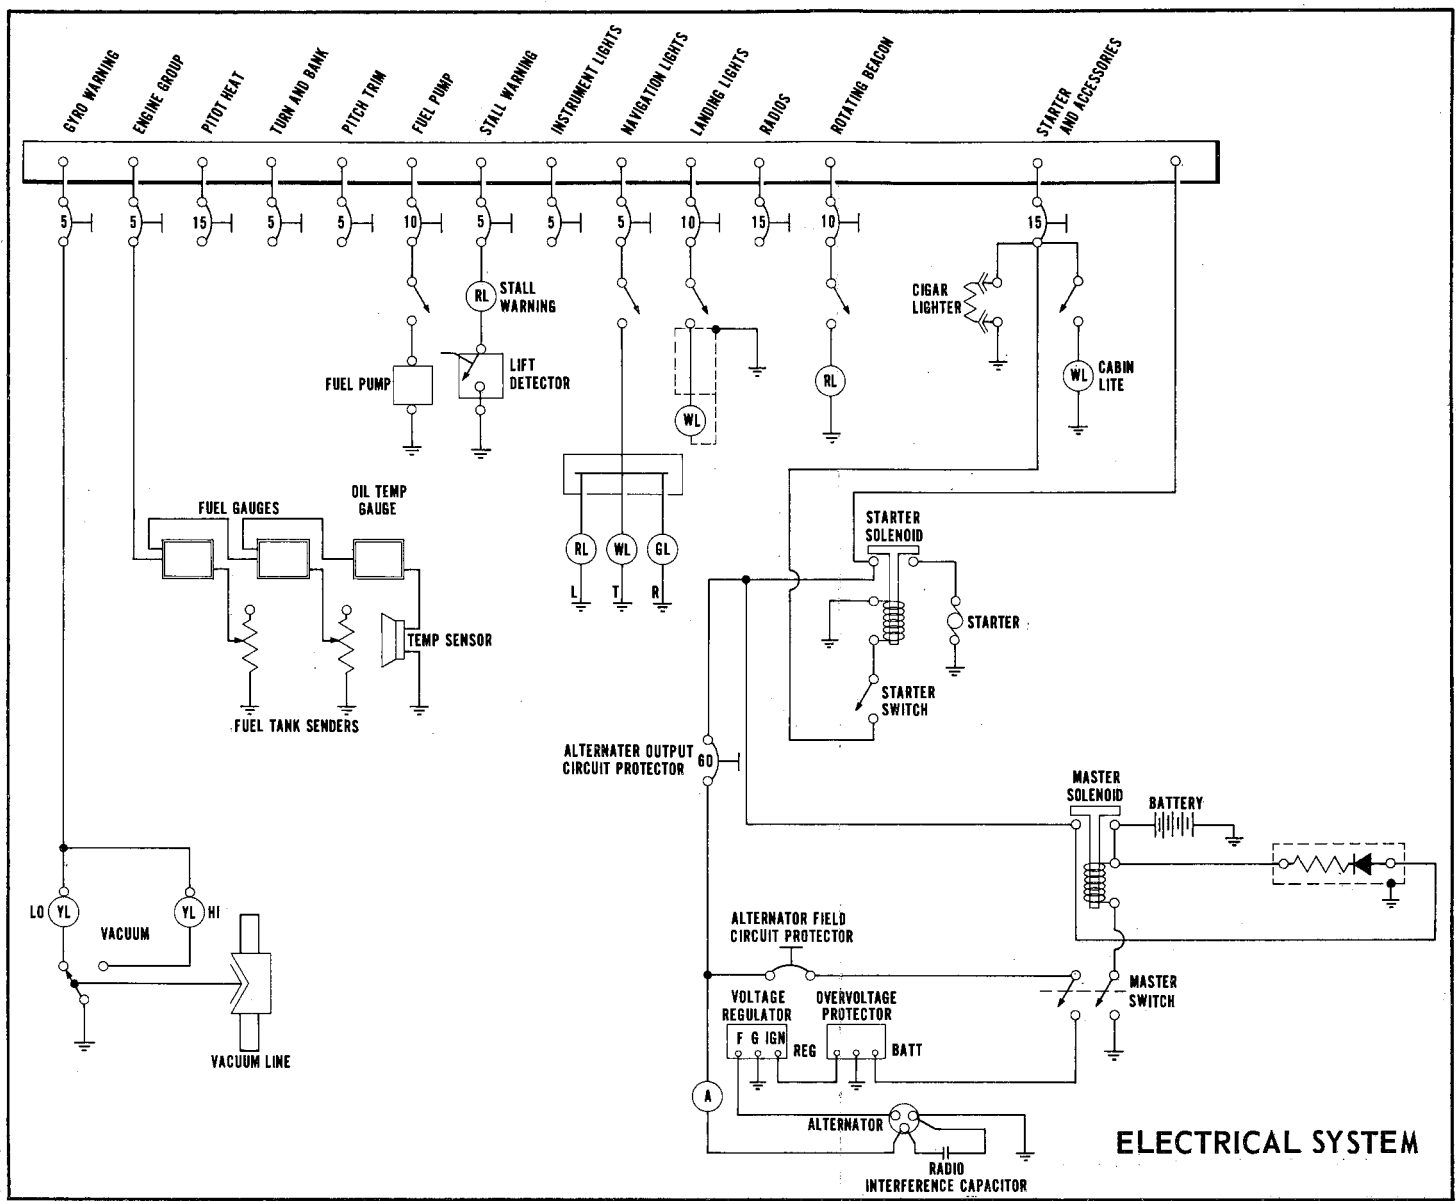 GYRO WARNING
ENGINE GROUP
PITOT HEAT
TURN AND BANK
PITCH TRIM
FUEL PUMP
STALL WARNING
INSTRUMENT LIGHTS
NAVIGATION LIGHTS
LANDING LIGHTS
RADIOS
ROTATING BEACON
STARTER
AND ACCESSORIES
5
5
15
5
5
10
5
5
5
10
15
10
15
RL
STALL
WARNING
CIGAR
LIGHTER
FUEL PUMP
LIFT
DETECTOR
RL
WL
CABIN
LITE
WL
FUEL GAUGES
OIL TEMP
GAUGE
STARTER
SOLENOID
RL
WL
GL
L
T
R
TEMP SENSOR
STARTER
STARTER
SWITCH
FUEL TANK SENDERS
ALTERNATER OUTPUT
CIRCUIT PROTECTOR
60
MASTER
SOLENOID
BATTERY
LO
YL
YL
HI
VACUUM
ALTERNATOR FIELD
CIRCUIT PROTECTOR
MASTER
SWITCH
VOLTAGE
REGULATOR
OVERVOLTAGE
PROTECTOR
F G IGN
REG
BATT
VACUUM LINE
A
ALTERNATOR
RADIO
INTERFERENCE CAPACITOR
ELECTRICAL SYSTEM